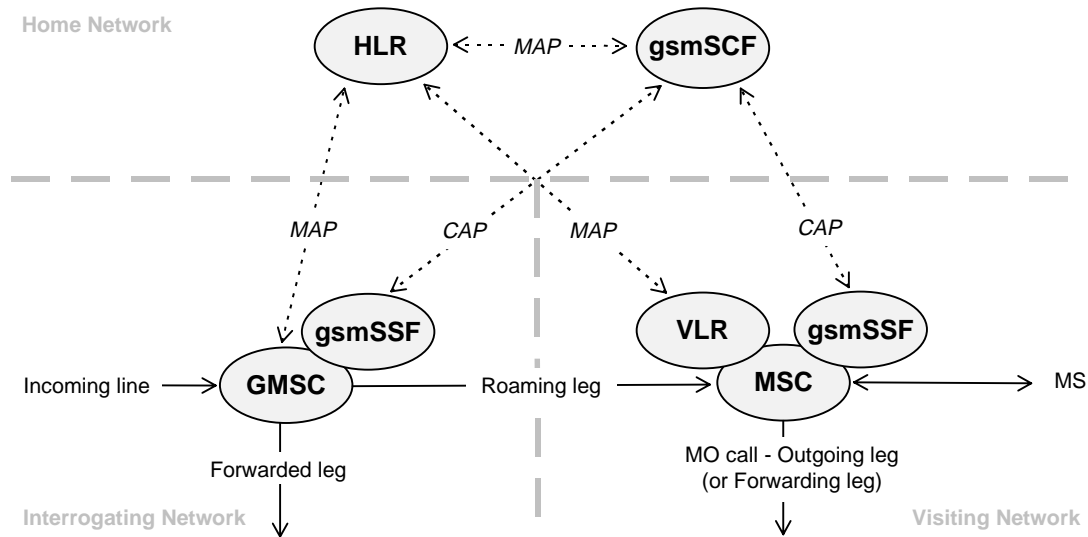 Home Network
HLR
MAP
gsmSCF
MAP
CAP
MAP
CAP
gsmSSF
VLR
gsmSSF
Incoming line
GMSC
Roaming leg
MSC
MS
Forwarded leg
MO call - Outgoing leg
(or Forwarding leg)
Interrogating Network
Visiting Network